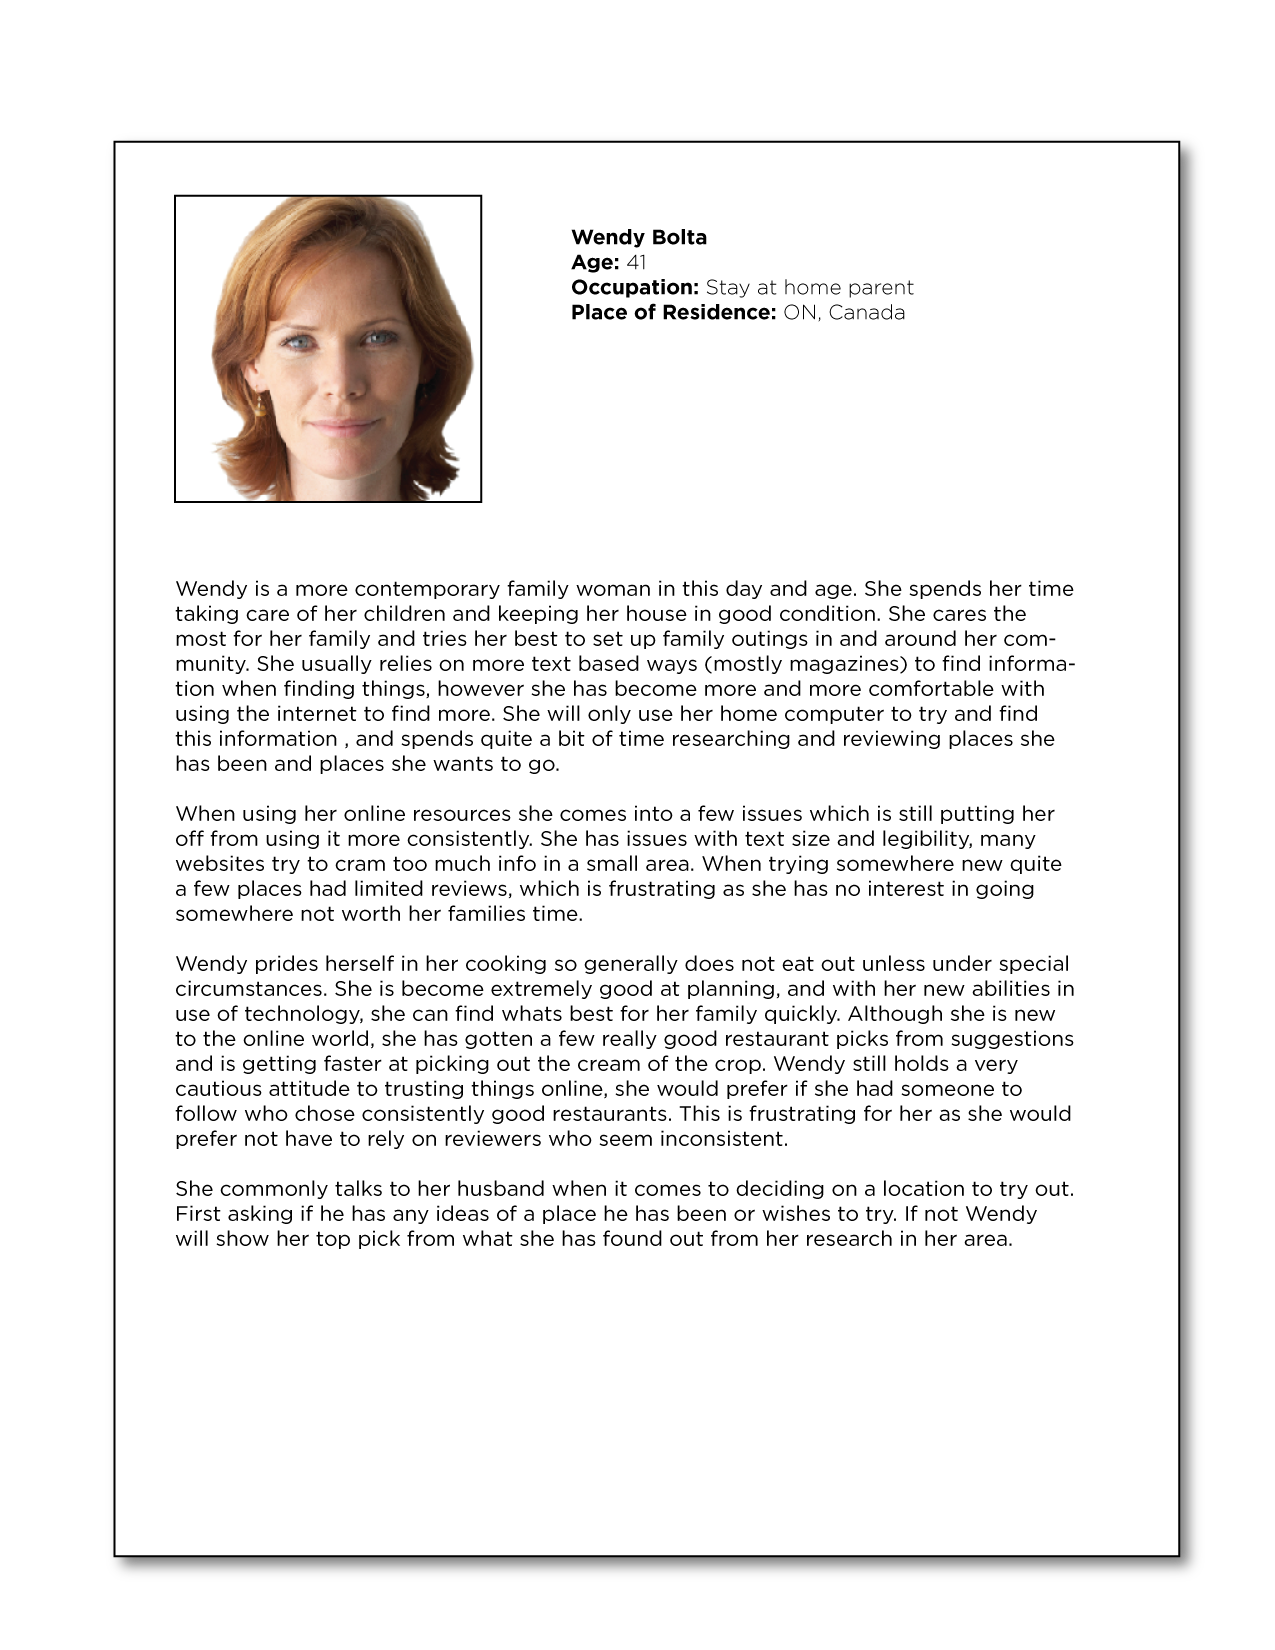 Wendy Bolta
Age: 41
Occupation: Stay at home parent
Place of Residence: ON, Canada
Wendy is a more contemporary family woman in this day and age. She spends her time
taking care of her children and keeping her house in good condition. She cares the
most for her family and tries her best to set up family outings in and around her com-
munity. She usually relies on more text based ways (mostly magazines) to find informa-
tion when finding things, however she has become more and more comfortable with
using the internet to find more. She will only use her home computer to try and find
this information , and spends quite a bit of time researching and reviewing places she
has been and places she wants to go.
When using her online resources she comes into a few issues which is still putting her
off from using it more consistently. She has issues with text size and legibility, many
websites try to cram too much info in a small area. When trying somewhere new quite
a few places had limited reviews, which is frustrating as she has no interest in going
somewhere not worth her families time.
Wendy prides herself in her cooking so generally does not eat out unless under special
circumstances. She is become extremely good at planning, and with her new abilities in
use of technology, she can find whats best for her family quickly. Although she is new
to the online world, she has gotten a few really good restaurant picks from suggestions
and is getting faster at picking out the cream of the crop. Wendy still holds a very
cautious attitude to trusting things online, she would prefer if she had someone to
follow who chose consistently good restaurants. This is frustrating for her as she would
prefer not have to rely on reviewers who seem inconsistent.
She commonly talks to her husband when it comes to deciding on a location to try out.
First asking if he has any ideas of a place he has been or wishes to try. If not Wendy
will show her top pick from what she has found out from her research in her area.